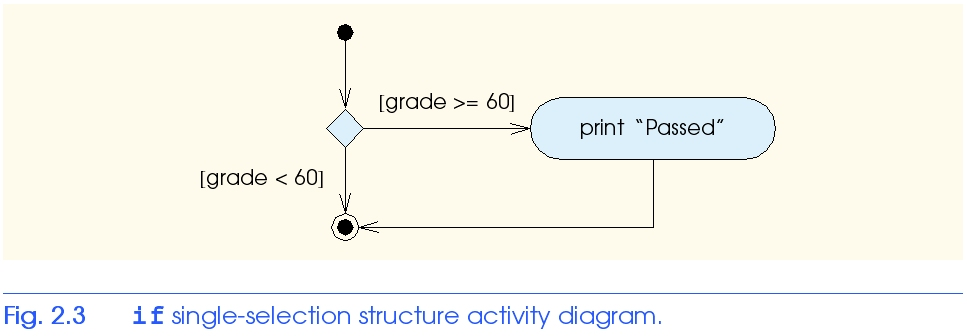 [grade >= 60]
print “Passed”
[grade < 60]
Fig. 2.3 if single-selection structure activity diagram.